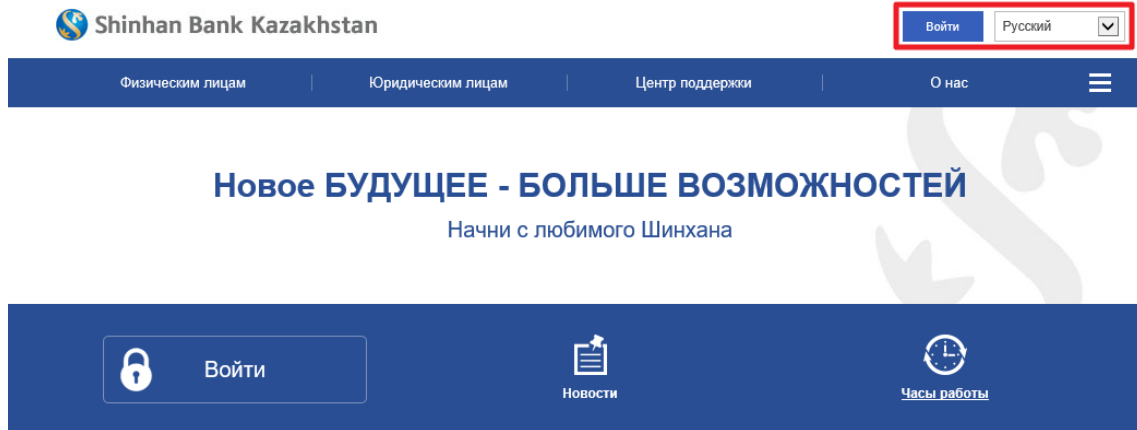 Shinhan Bank Kazakhstan
Войти Русский
Физическим лицам Юридическим лицам Центр поддержки О нас
Новое БУДУЩЕЕ - БОЛЬШЕ ВОЗМОЖНОСТЕЙ
Начни с любимого Шинхана
Войти
Новости
Часы работы